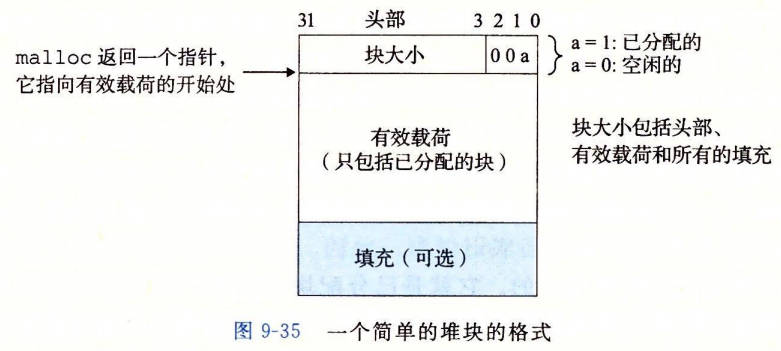 31 头部 3 2 1 0
块大小 0 0 a
a = 1: 已分配的
a = 0: 空闲的
malloc 返回一个指针，
它指向有效载荷的开始处
有效载荷
（只包括已分配的块）
块大小包括头部、
有效载荷和所有的填充
填充（可选）
图 9-35 一个简单的堆块的格式